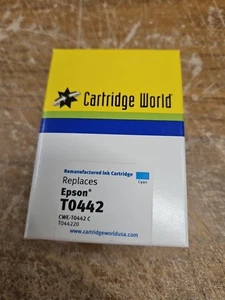 Cartridge World
Remanufactured Ink Cartridge
Replaces
Cyan
Epson*
T0442
CWE-T0442 C
T044220
www.cartridgeworldusa.com